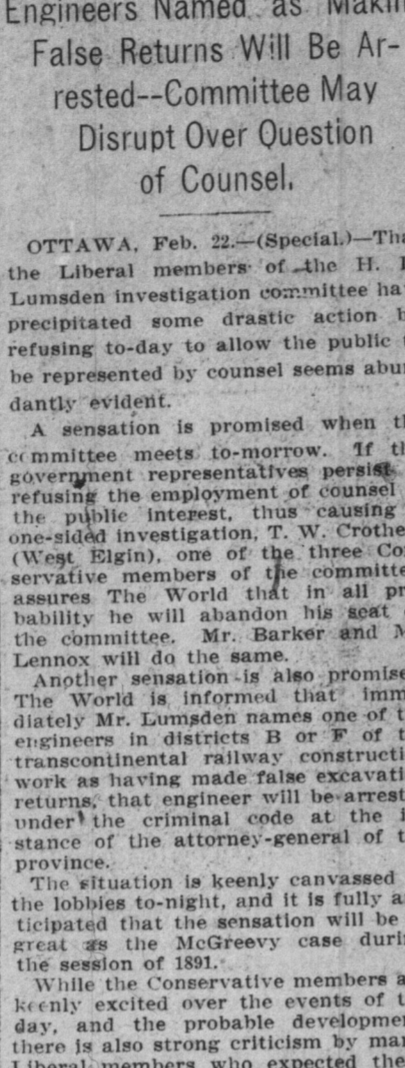 Engineers Named as Makin
False Returns Will Be Ar-
rested--Committee May
Disrupt Over Question
of Counsel.
OTTAWA, Feb. 22.—(Special.)—Tha
the Liberal members of the H.
Lumsden investigation committee ha
precipitated some drastic action b
refusing to-day to allow the public
be represented by counsel seems abun
dantly evident.
A sensation is promised when th
committee meets to-morrow. If th
government representatives persist
refusing the employment of counsel
the public interest, thus causing
one-sided investigation, T. W. Crothe
(West Elgin), one of the three Co
servative members of the committe
assures The World that in all pr
bability he will abandon his seat
the committee. Mr. Barker and M
Lennox will do the same.
Another sensation is also promise
The World is informed that imm
diately Mr. Lumsden names one of t
engineers in districts B or F of t
transcontinental railway constructi
work as having made false excavati
returns, that engineer will be arrest
under the criminal code at the i
stance of the attorney-general of t
province.
The situation is keenly canvassed
the lobbies to-night, and it is fully a
ticipated that the sensation will be
great as the McGreevy case duri
the session of 1891.
While the Conservative members a
keenly excited over the events of t
day, and the probable developme
there is also strong criticism by ma
Liberal members who expected the